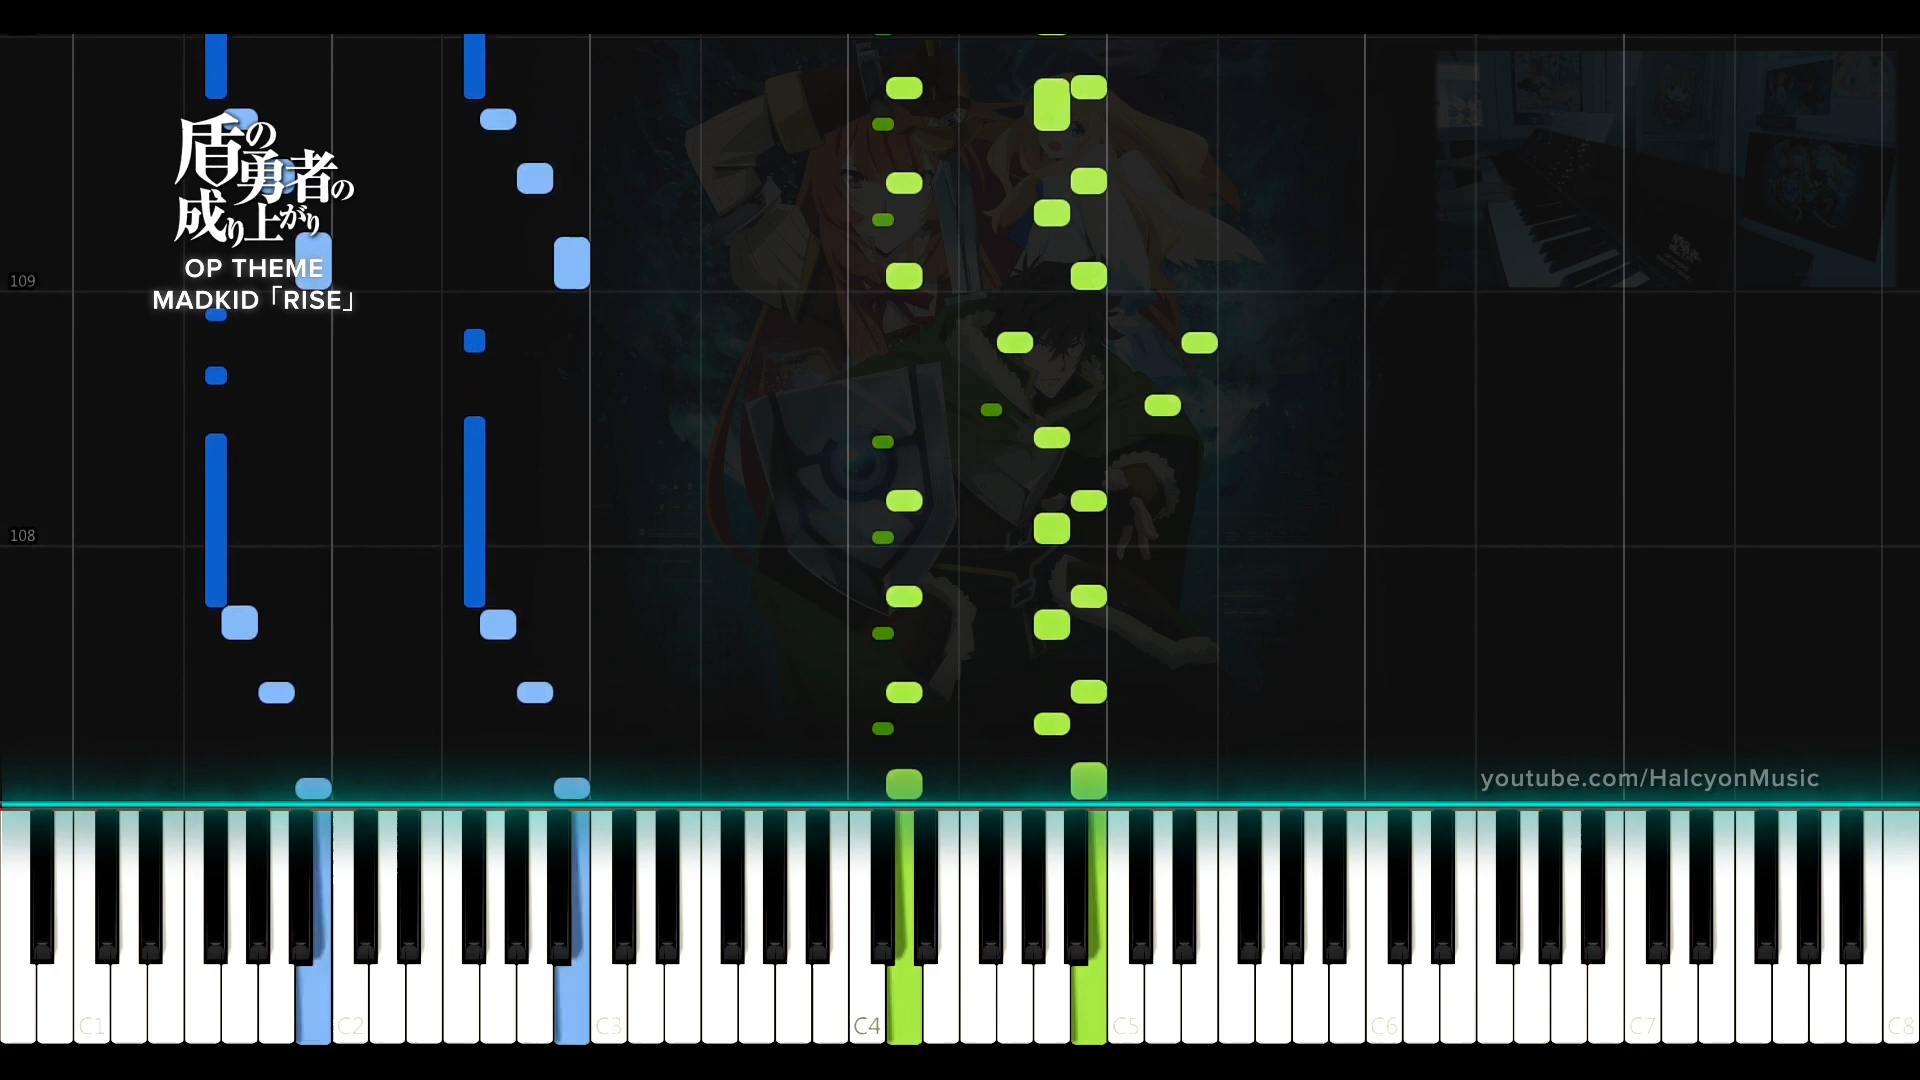 盾の勇者の
成り上がり
OP THEME
MADKID「RISE」
109
108
youtube.com/HalcyonMusic
C1 C2 C3 C4 C5 C6 C7 C8